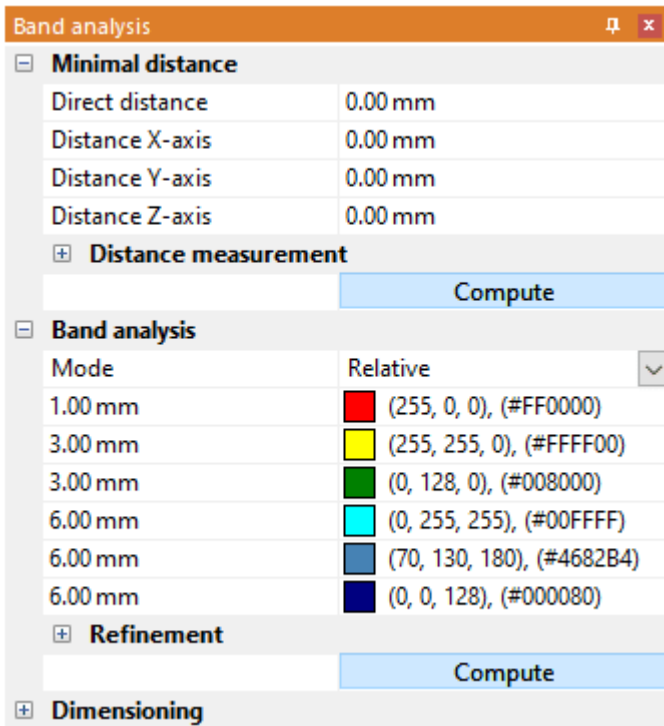 Band analysis
Minimal distance
Direct distance 0.00 mm
Distance X-axis 0.00 mm
Distance Y-axis 0.00 mm
Distance Z-axis 0.00 mm
Distance measurement
Compute
Band analysis
Mode Relative
1.00 mm (255, 0, 0), (#FF0000)
3.00 mm (255, 255, 0), (#FFFF00)
3.00 mm (0, 128, 0), (#008000)
6.00 mm (0, 255, 255), (#00FFFF)
6.00 mm (70, 130, 180), (#4682B4)
6.00 mm (0, 0, 128), (#000080)
Refinement
Compute
Dimensioning